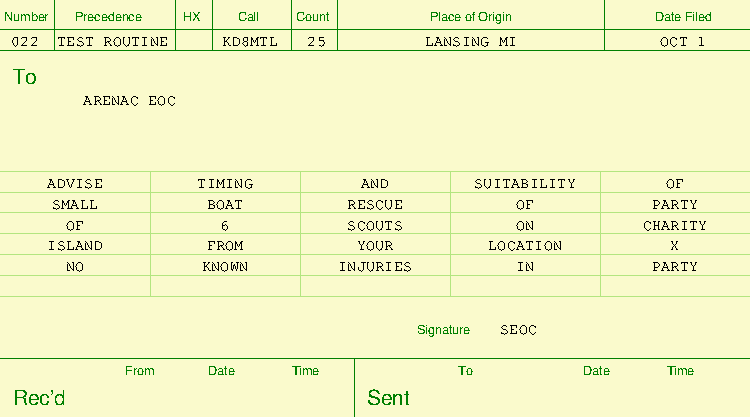 Number Precedence HX Call Count Place of Origin Date Filed
022 TEST ROUTINE KD8MTL 25 LANSING MI OCT 1
To
ARENAC EOC
ADVISE TIMING AND SUITABILITY OF
SMALL BOAT RESCUE OF PARTY
OF 6 SCOUTS ON CHARITY
ISLAND FROM YOUR LOCATION X
NO KNOWN INJURIES IN PARTY
Signature SEOC
From Date Time To Date Time
Rec'd Sent